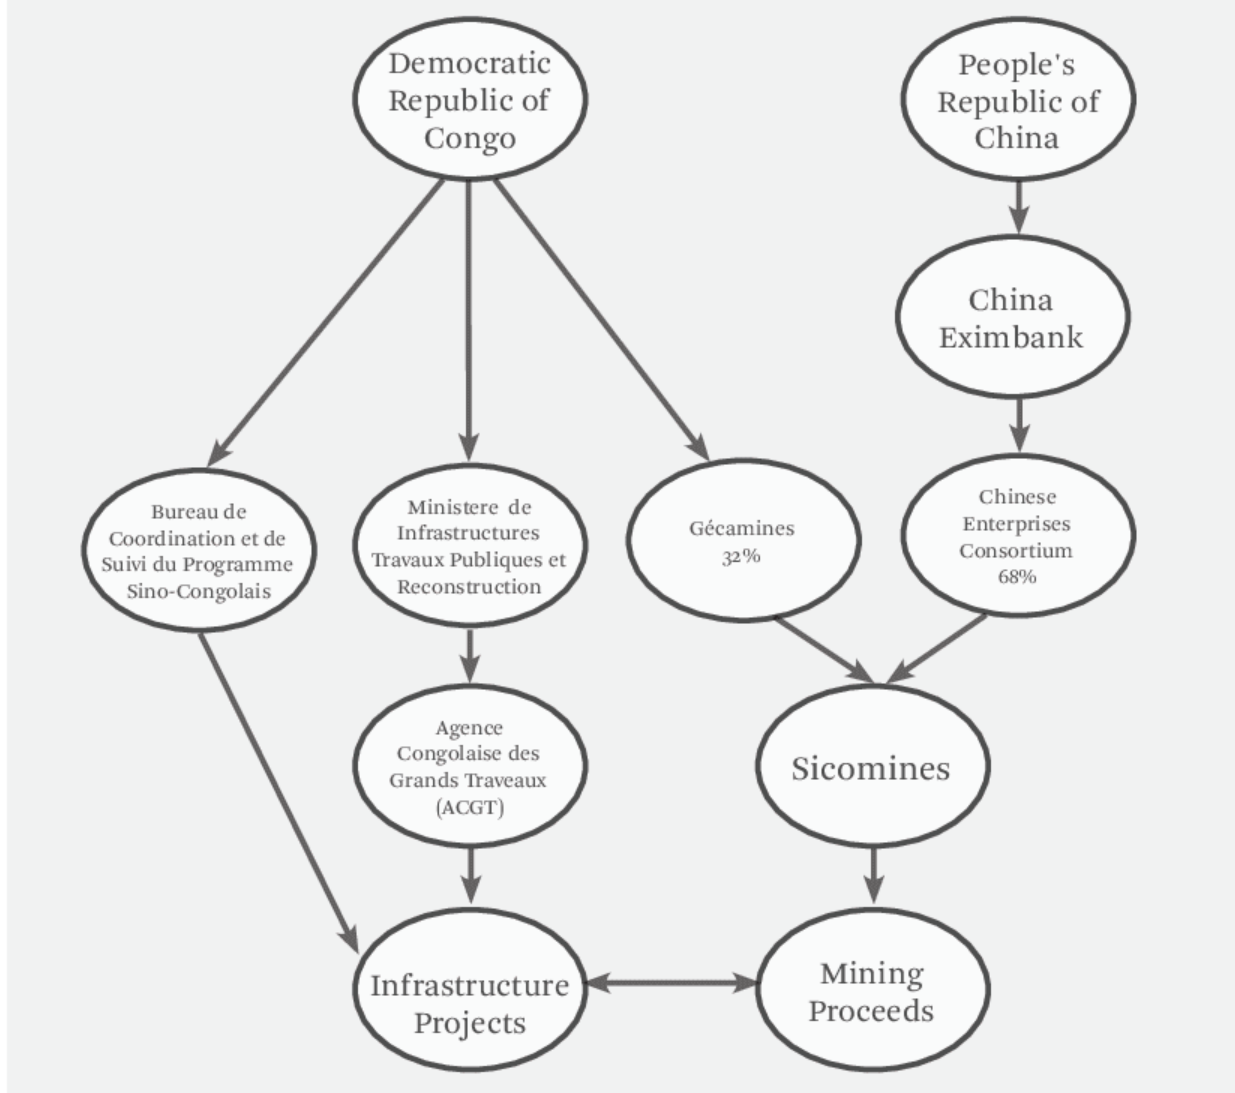 Democratic
Republic of
Congo
People's
Republic of
China
China
Eximbank
Bureau de
Coordination et de
Suivi du Programme
Sino-Congolais
Ministere de
Infrastructures
Travaux Publiques et
Reconstruction
Gécamines
32%
Chinese
Enterprises
Consortium
68%
Agence
Congolaise des
Grands Traveaux
(ACGT)
Sicomines
Infrastructure
Projects
Mining
Proceeds